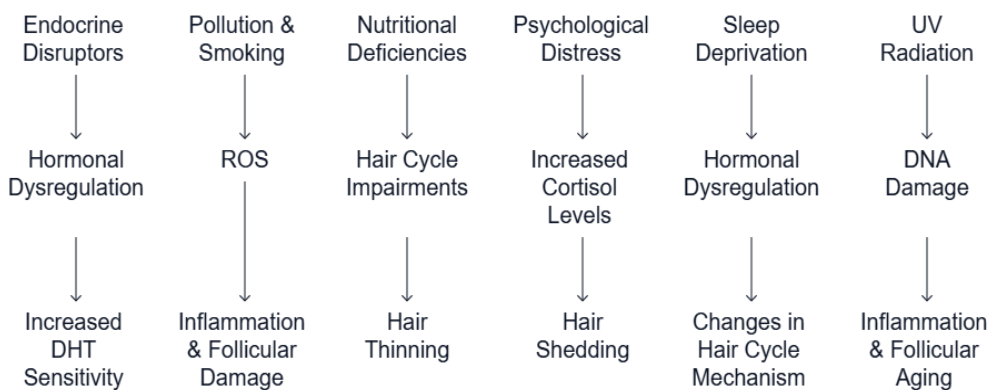 Endocrine
Disruptors
Pollution &
Smoking
Nutritional
Deficiencies
Psychological
Distress
Sleep
Deprivation
UV
Radiation
Hormonal
Dysregulation
ROS
Hair Cycle
Impairments
Increased
Cortisol
Levels
Hormonal
Dysregulation
DNA
Damage
Increased
DHT
Sensitivity
Inflammation
& Follicular
Damage
Hair
Thinning
Hair
Shedding
Changes in
Hair Cycle
Mechanism
Inflammation
& Follicular
Aging